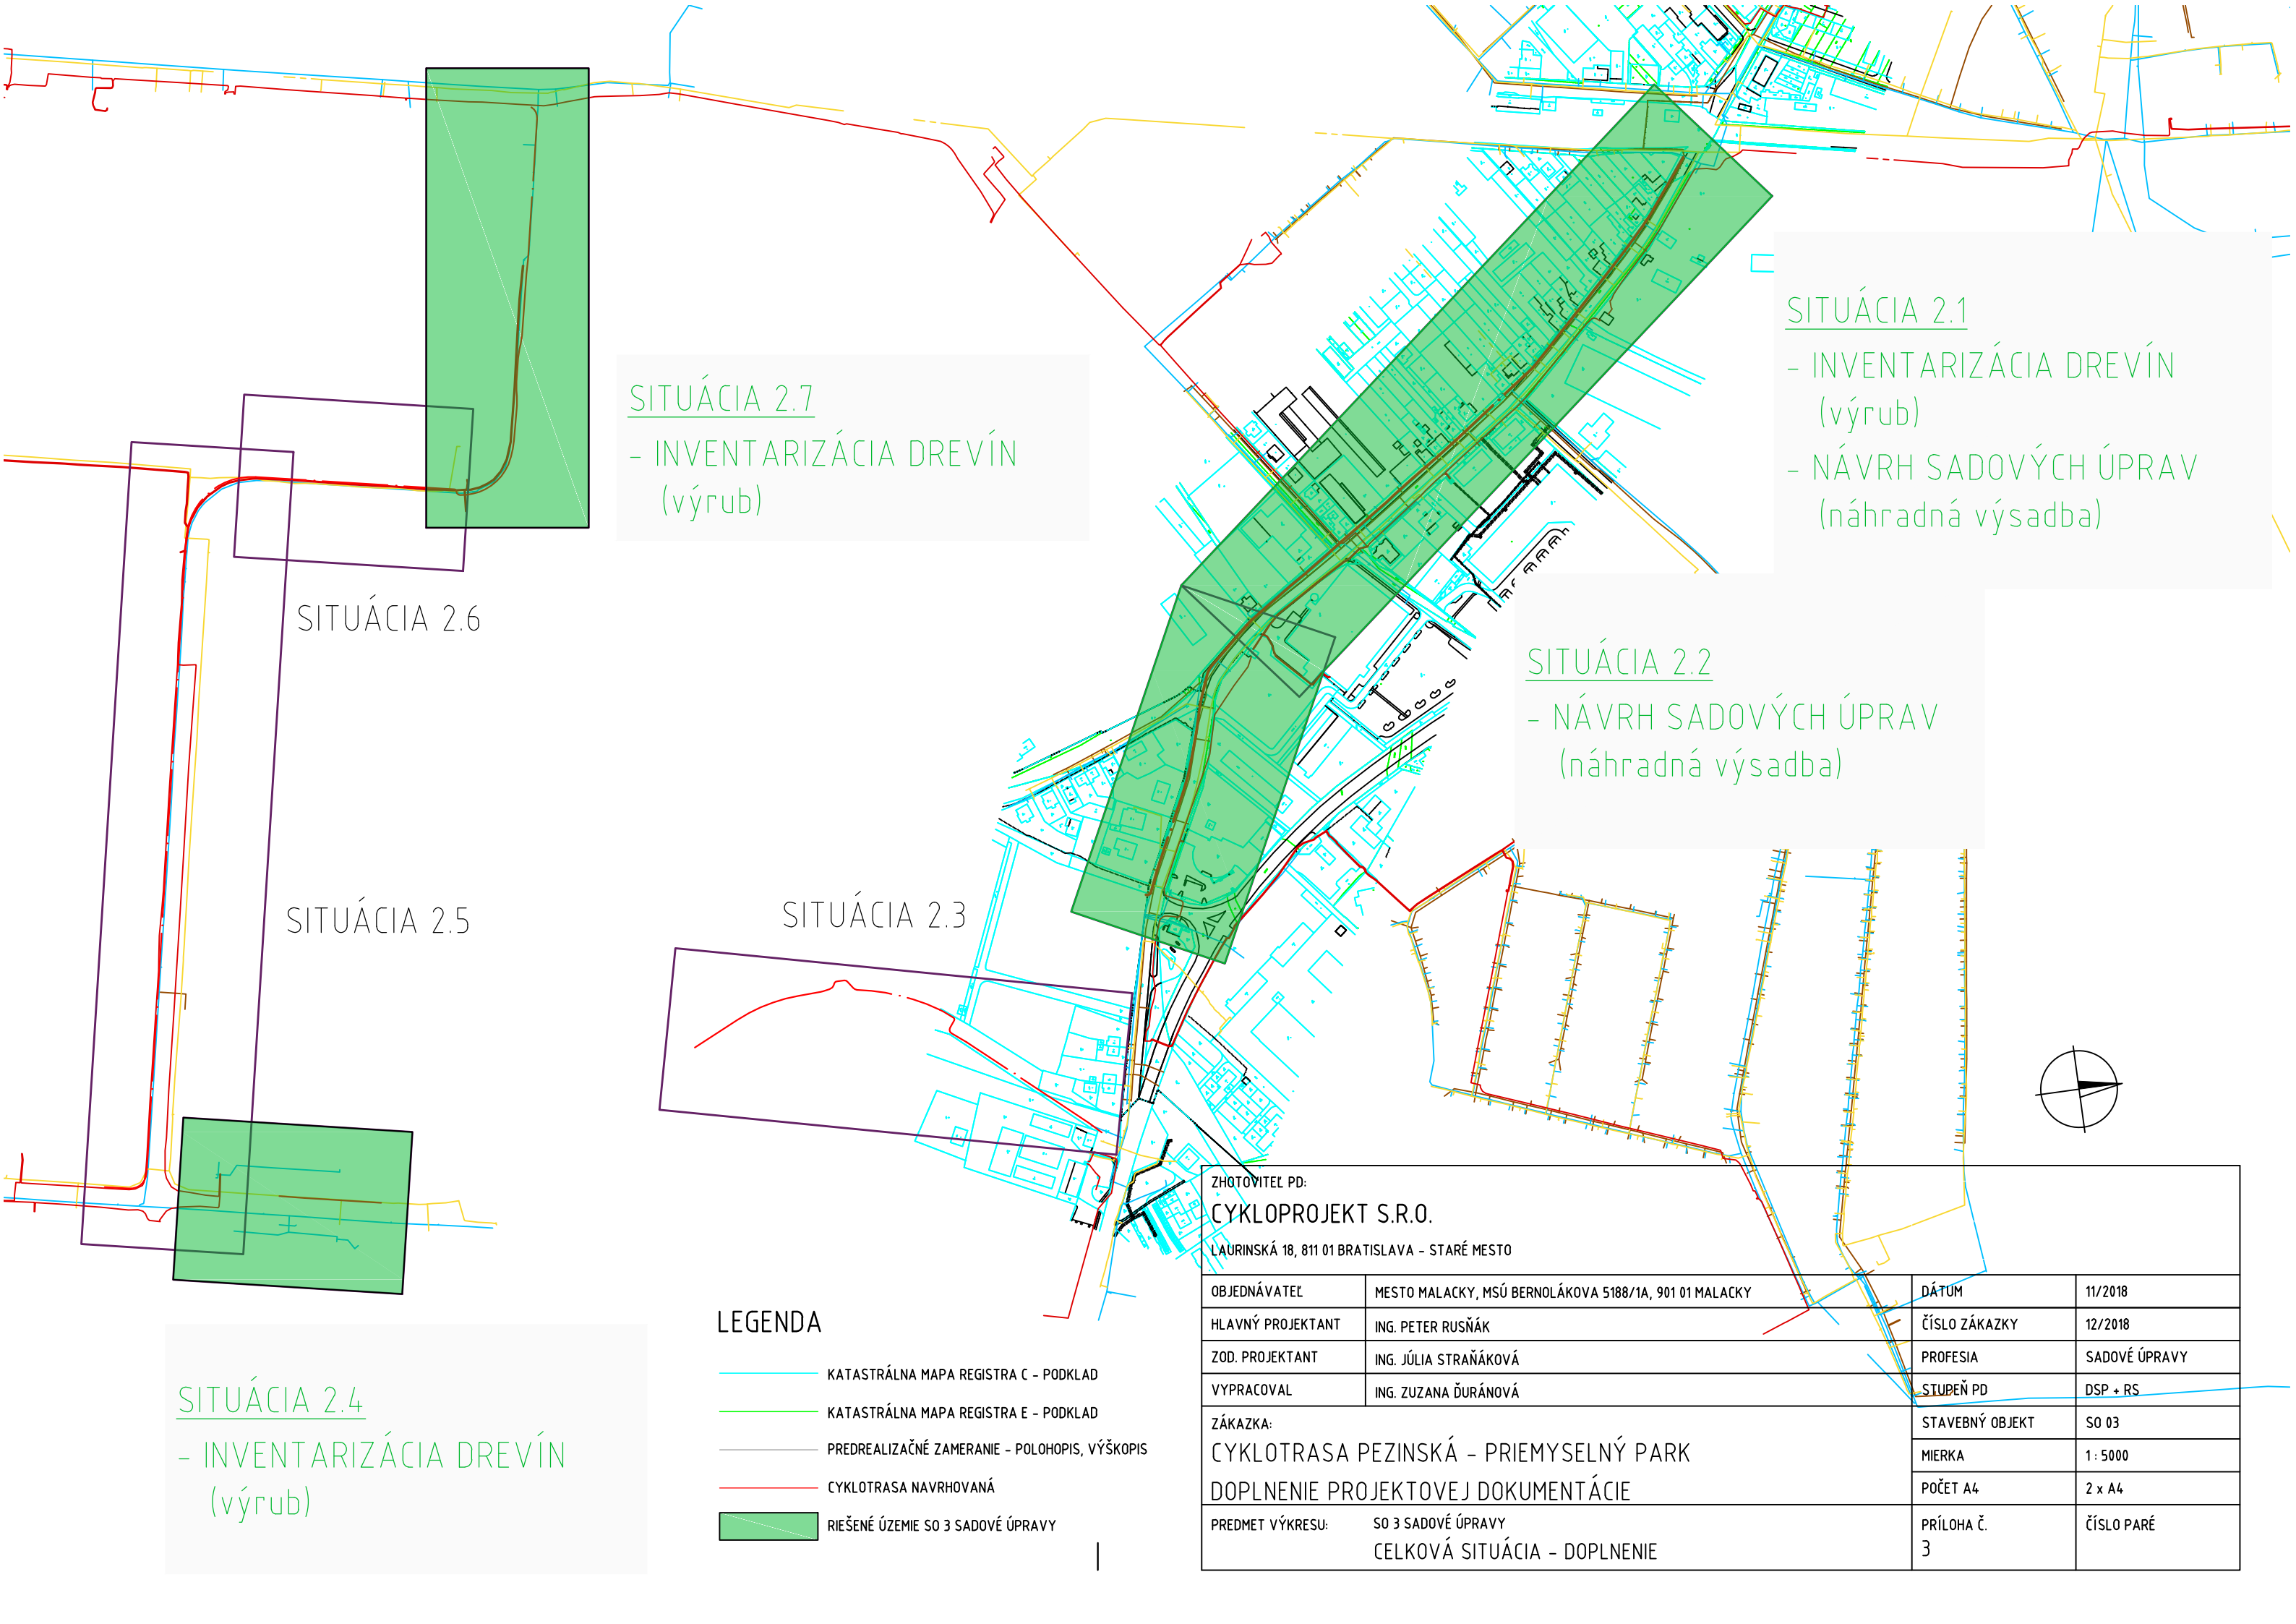 SITUÁCIA 2.1
- INVENTARIZÁCIA DREVÍN
(výrub)
- NÁVRH SADOVÝCH ÚPRAV
(náhradná výsadba)
SITUÁCIA 2.7
- INVENTARIZÁCIA DREVÍN
(výrub)
SITUÁCIA 2.6
SITUÁCIA 2.2
- NÁVRH SADOVÝCH ÚPRAV
(náhradná výsadba)
SITUÁCIA 2.5
SITUÁCIA 2.3
SITUÁCIA 2.4
- INVENTARIZÁCIA DREVÍN
(výrub)
LEGENDA
KATASTRÁLNA MAPA REGISTRA C - PODKLAD
KATASTRÁLNA MAPA REGISTRA E - PODKLAD
PREDREALIZAČNÉ ZAMERANIE - POLOHOPIS, VÝŠKOPIS
CYKLOTRASA NAVRHOVANÁ
RIEŠENÉ ÚZEMIE SO 3 SADOVÉ ÚPRAVY
ZHOTOVITEĽ PD:
CYKLOPROJEKT S.R.O.
LAURINSKÁ 18, 811 01 BRATISLAVA - STARÉ MESTO
OBJEDNÁVATEĽ MESTO MALACKY, MSÚ BERNOLÁKOVA 5188/1A, 901 01 MALACKY DÁTUM 11/2018
HLAVNÝ PROJEKTANT ING. PETER RUSŇÁK ČÍSLO ZÁKAZKY 12/2018
ZOD. PROJEKTANT ING. JÚLIA STRAŇÁKOVÁ PROFESIA SADOVÉ ÚPRAVY
VYPRACOVAL ING. ZUZANA ĎURÁNOVÁ STUPEŇ PD DSP + RS
ZÁKAZKA: STAVEBNÝ OBJEKT SO 03
CYKLOTRASA PEZINSKÁ - PRIEMYSELNÝ PARK MIERKA 1 : 5000
DOPLNENIE PROJEKTOVEJ DOKUMENTÁCIE POČET A4 2 x A4
PREDMET VÝKRESU: SO 3 SADOVÉ ÚPRAVY PRÍLOHA Č. ČÍSLO PARÉ
CELKOVÁ SITUÁCIA - DOPLNENIE 3